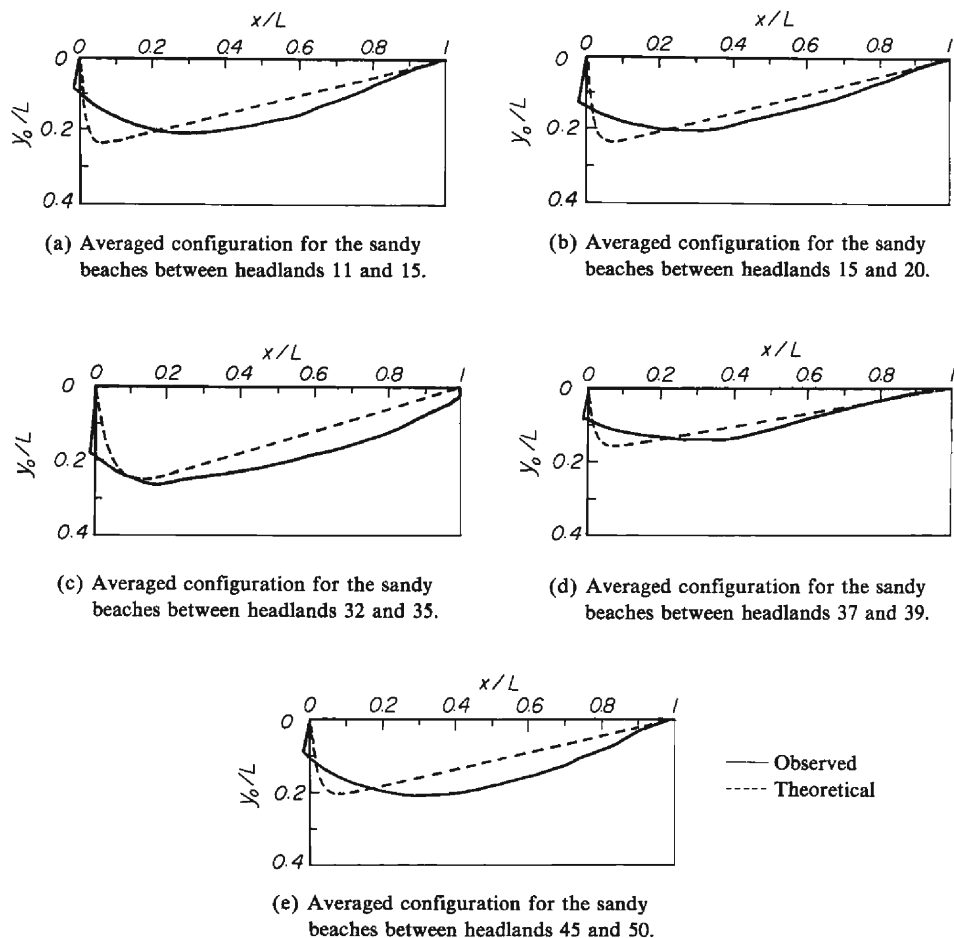 x/L
0 0.2 0.4 0.6 0.8 1
0
0.2
0.4
y₀/L
(a) Averaged configuration for the sandy
beaches between headlands 11 and 15.
x/L
0 0.2 0.4 0.6 0.8 1
0
0.2
0.4
y₀/L
(b) Averaged configuration for the sandy
beaches between headlands 15 and 20.
x/L
0 0.2 0.4 0.6 0.8 1
0
0.2
0.4
y₀/L
(c) Averaged configuration for the sandy
beaches between headlands 32 and 35.
x/L
0 0.2 0.4 0.6 0.8 1
0
0.2
0.4
y₀/L
(d) Averaged configuration for the sandy
beaches between headlands 37 and 39.
x/L
0 0.2 0.4 0.6 0.8 1
0
0.2
0.4
y₀/L
Observed
Theoretical
(e) Averaged configuration for the sandy
beaches between headlands 45 and 50.